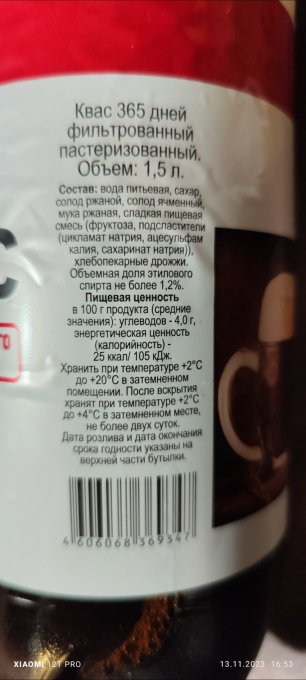 Квас 365 дней
фильтрованный
пастеризованный.
Объем: 1,5 л.
Состав: вода питьевая, сахар,
солод ржаной, солод ячменный,
мука ржаная, сладкая пищевая
смесь (фруктоза, подсластители
(цикламат натрия, ацесульфам
калия, сахаринат натрия)),
хлебопекарные дрожжи.
Объемная доля этилового
спирта не более 1,2%.
Пищевая ценность
в 100 г продукта (средние
значения): углеводов - 4,0 г,
энергетическая ценность
(калорийность) -
25 ккал/ 105 кДж.
Хранить при температуре +2°С
до +20°С в затемненном
помещении. После вскрытия
хранят при температуре +2°С
до +4°С в затемненном месте,
не более двух суток.
Дата розлива и дата окончания
срока годности указаны на
верхней части бутылки.
4 606068 369347
XIAOMI 12T PRO
13.11.2023 16:53